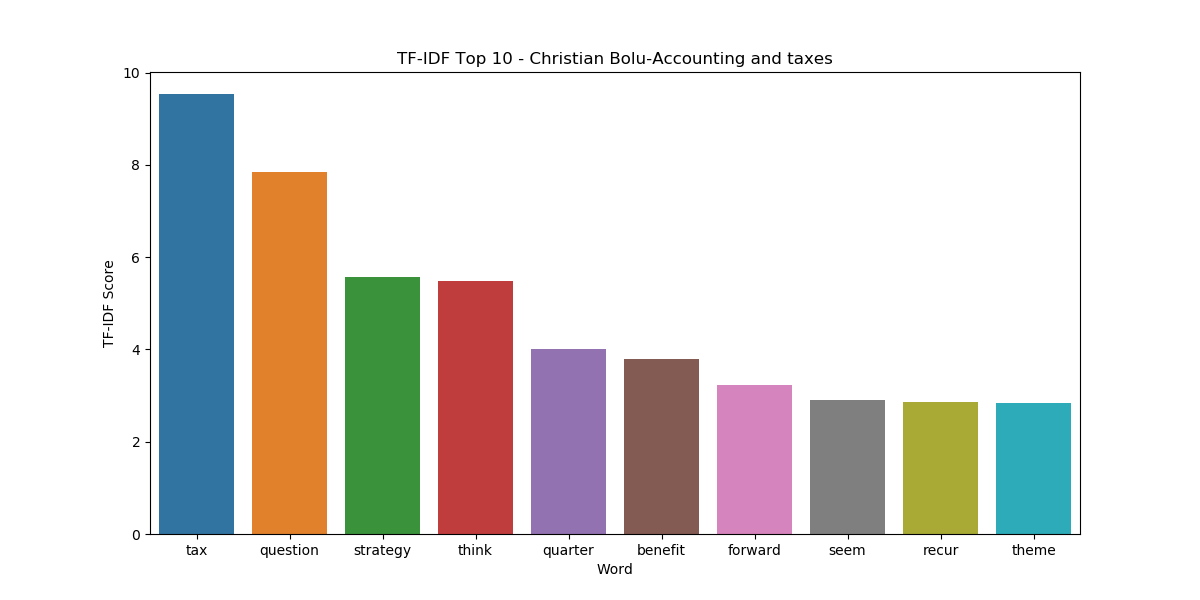 TF-IDF Top 10 - Christian Bolu-Accounting and taxes
10
8
6
4
2
0
TF-IDF Score
tax question strategy think quarter benefit forward seem recur theme
Word